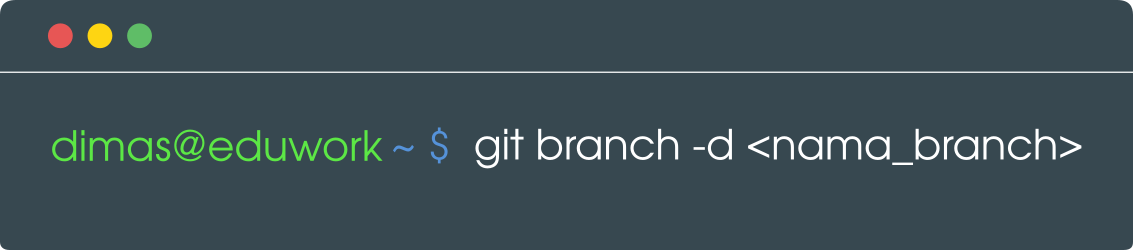 dimas@eduwork ~ $ git branch -d <nama_branch>